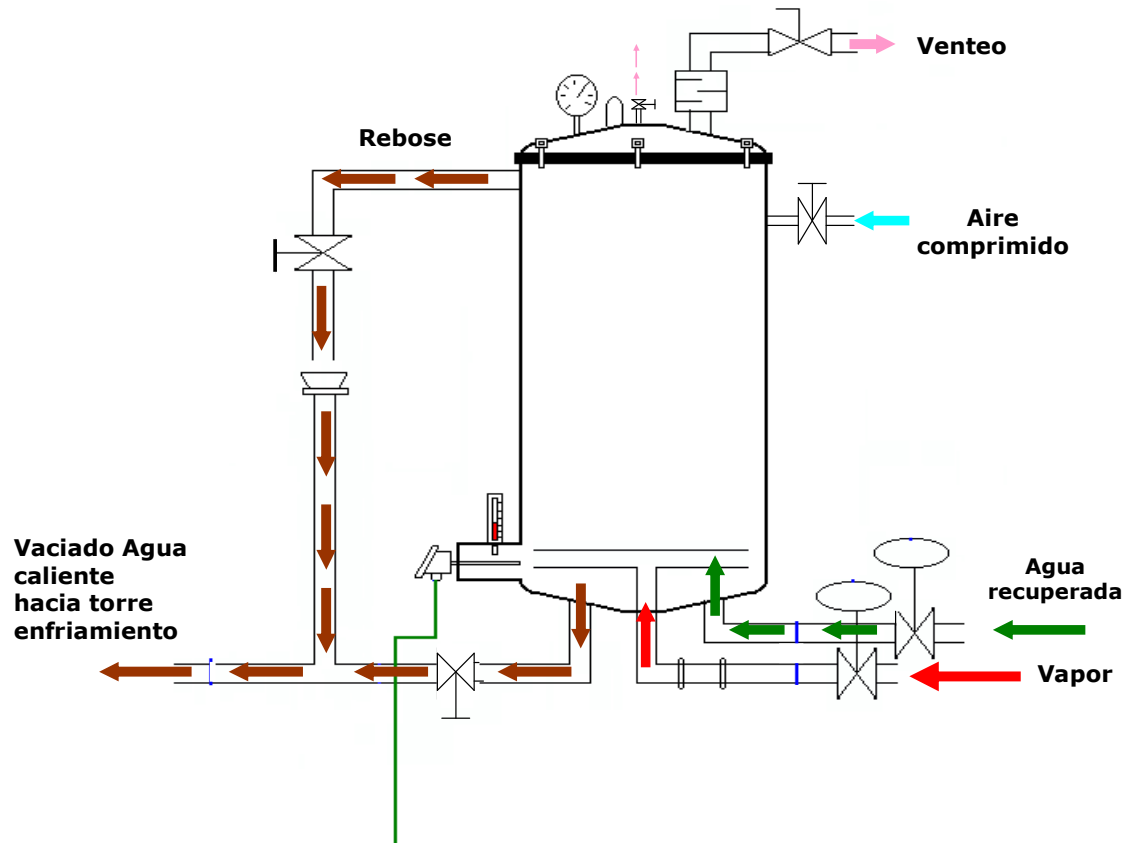 Venteo
Rebose
Aire
comprimido
Vaciado Agua
caliente
hacia torre
enfriamiento
Agua
recuperada
Vapor